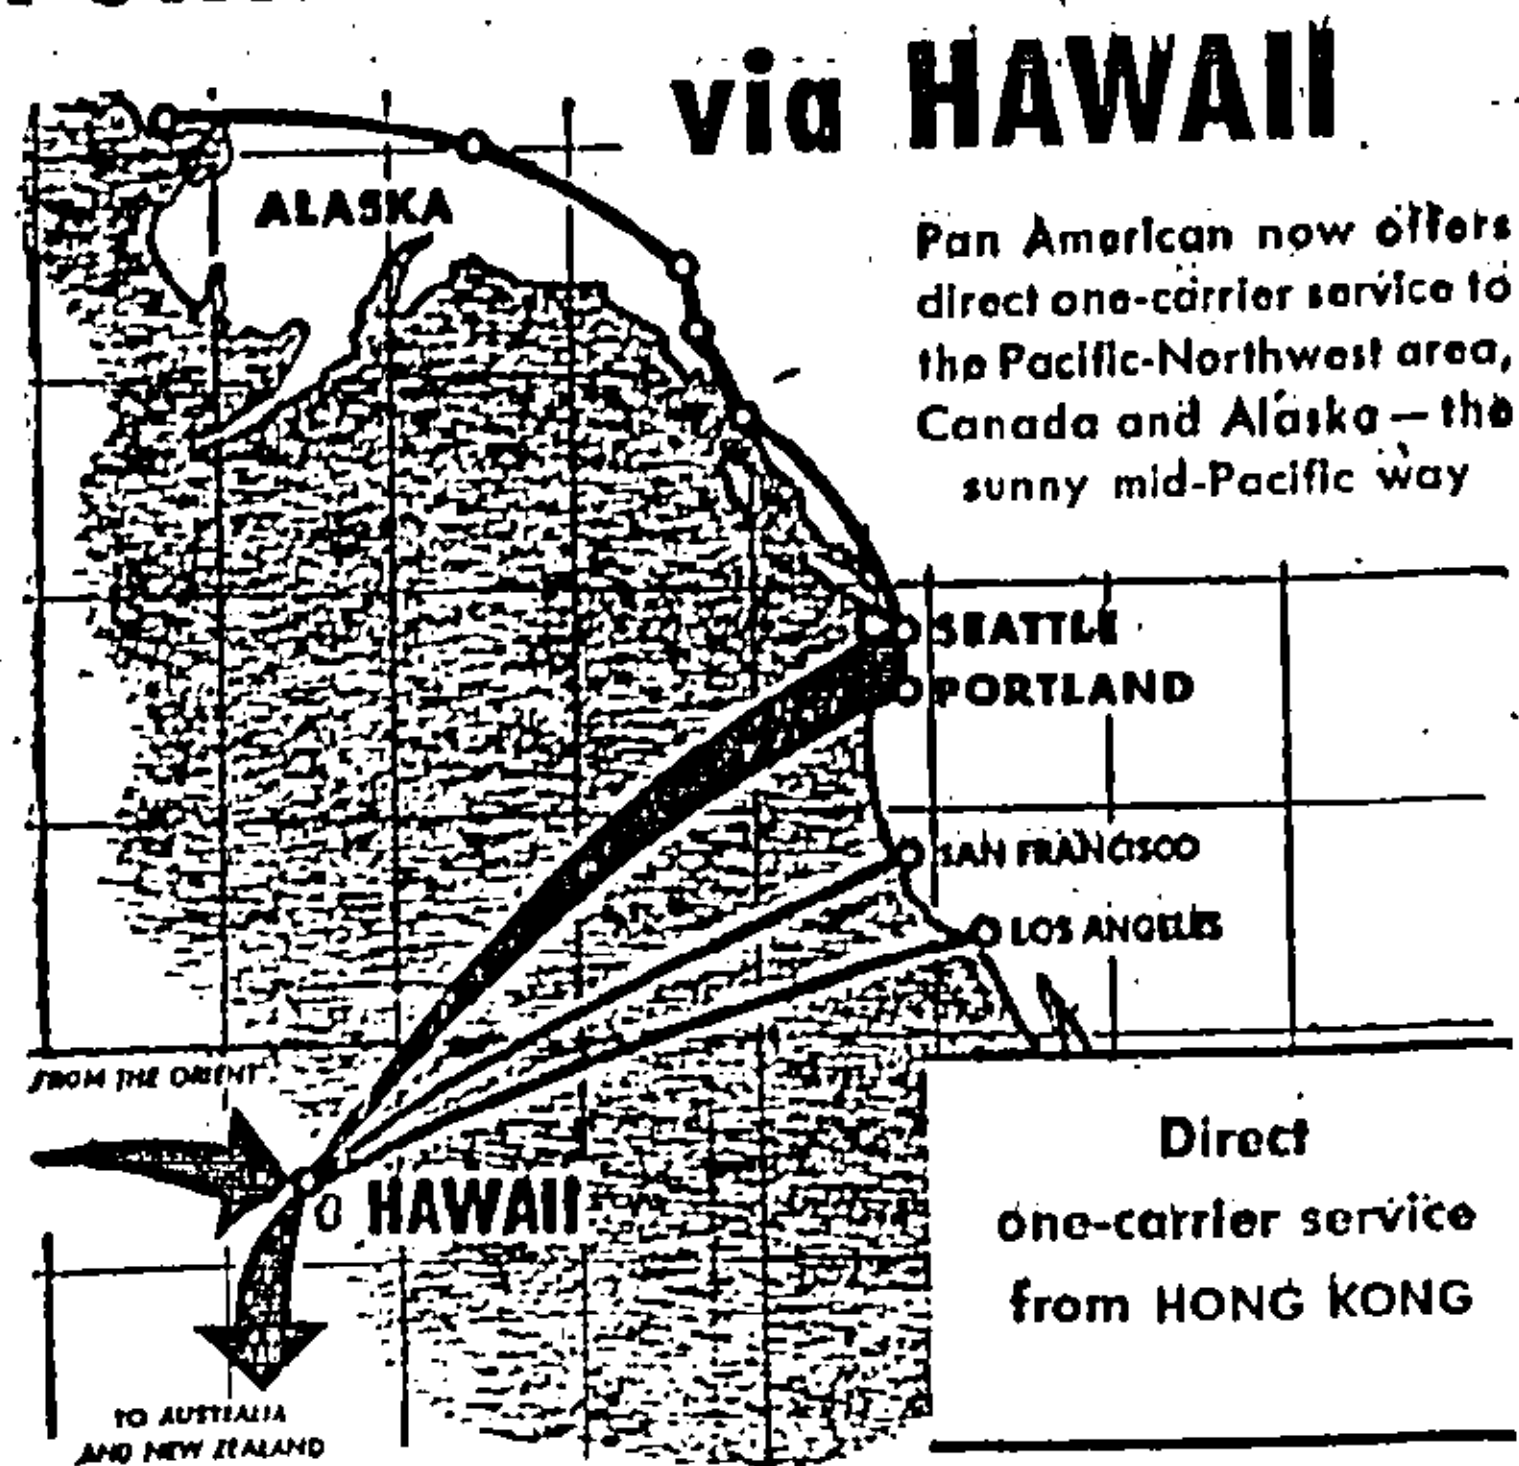 via HAWAII
Pan American now offers
direct one-carrier service to
the Pacific-Northwest area,
Canada and Alaska — the
sunny mid-Pacific way
ALASKA
SEATTLE
PORTLAND
SAN FRANCISCO
LOS ANGELES
FROM THE ORIENT
HAWAII
TO AUSTRALIA
AND NEW ZEALAND
Direct
one-carrier service
from HONG KONG